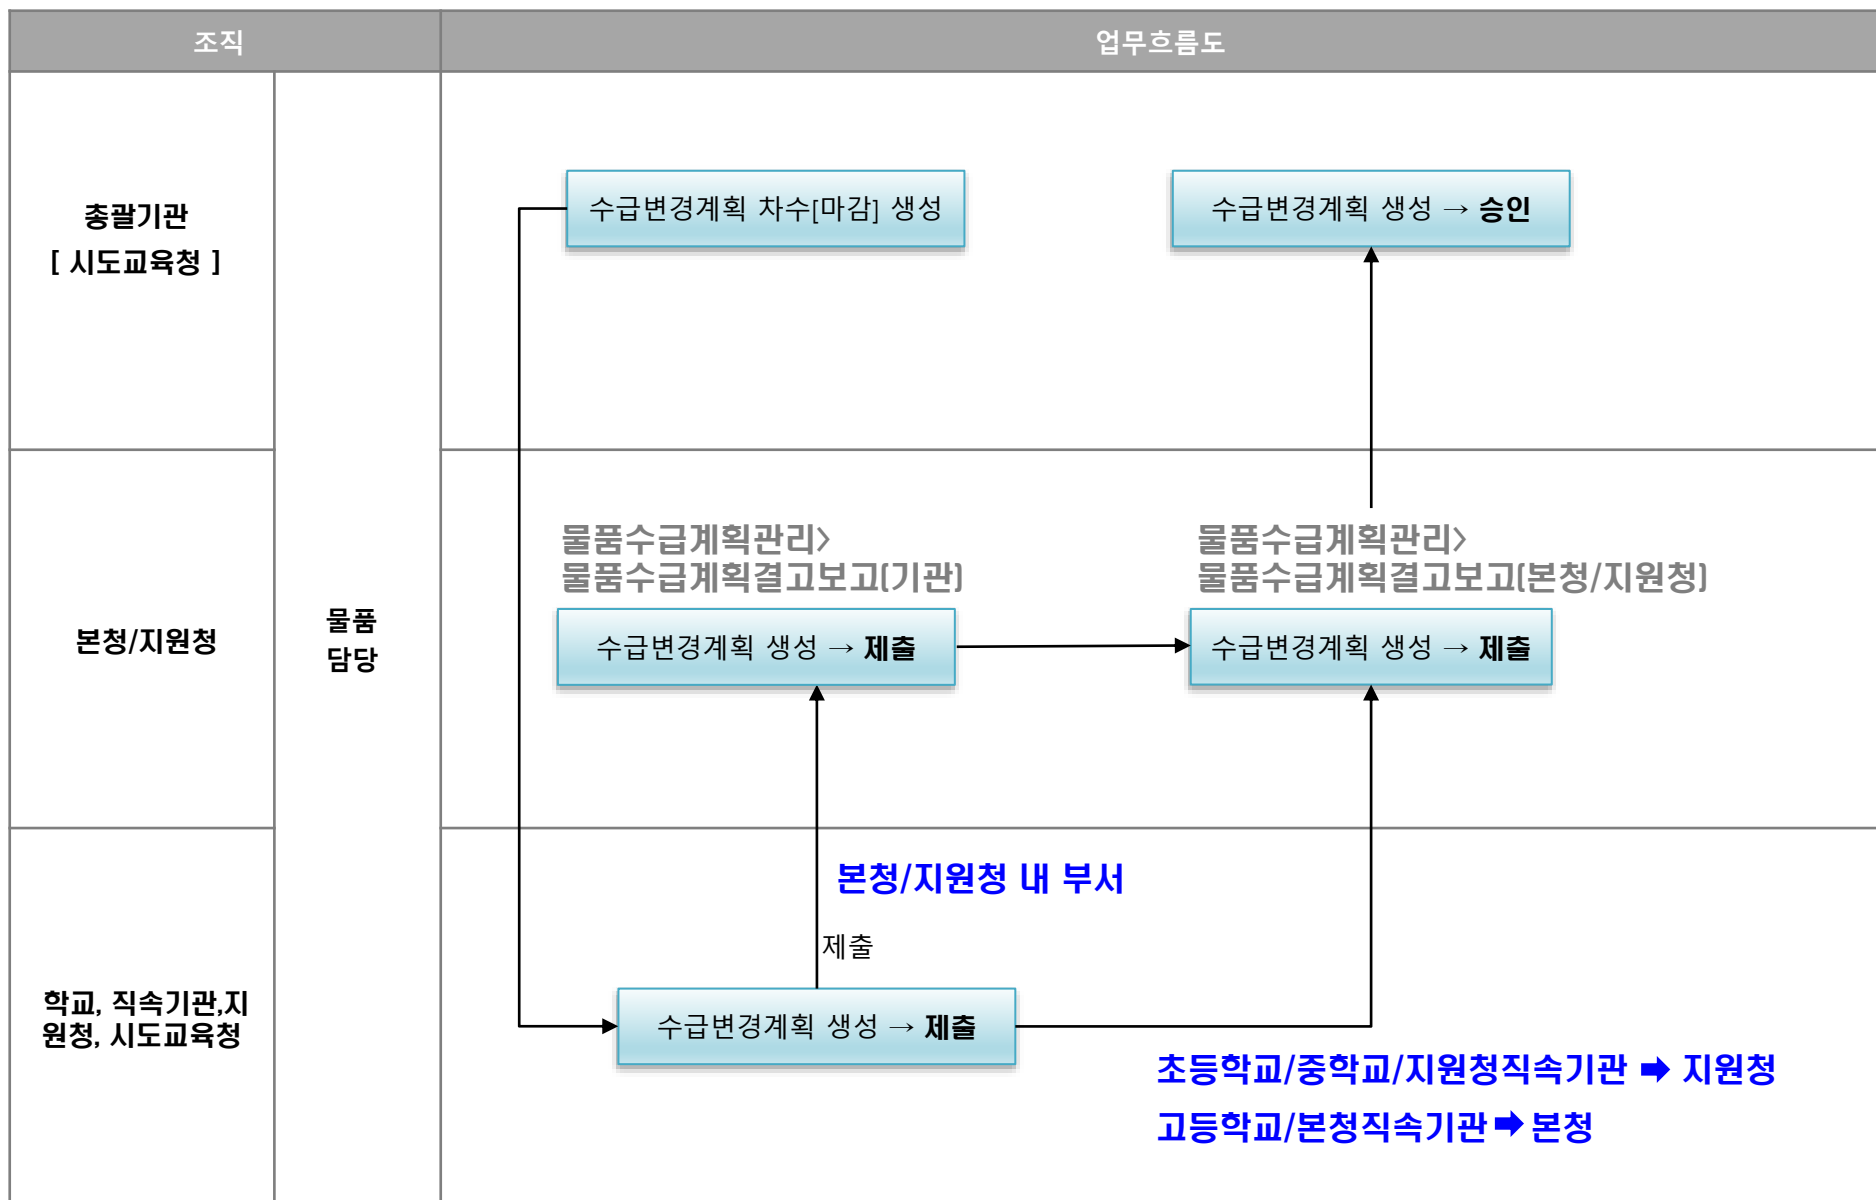 조직
업무흐름도
총괄기관
[ 시도교육청 ]
수급변경계획 차수[마감] 생성
수급변경계획 생성 → 승인
본청/지원청
물품
담당
물품수급계획관리>
물품수급계획결고보고(기관)
물품수급계획관리>
물품수급계획결고보고(본청/지원청)
수급변경계획 생성 → 제출
수급변경계획 생성 → 제출
본청/지원청 내 부서
제출
학교, 직속기관,지
원청, 시도교육청
수급변경계획 생성 → 제출
초등학교/중학교/지원청직속기관 ➡ 지원청
고등학교/본청직속기관 ➡ 본청